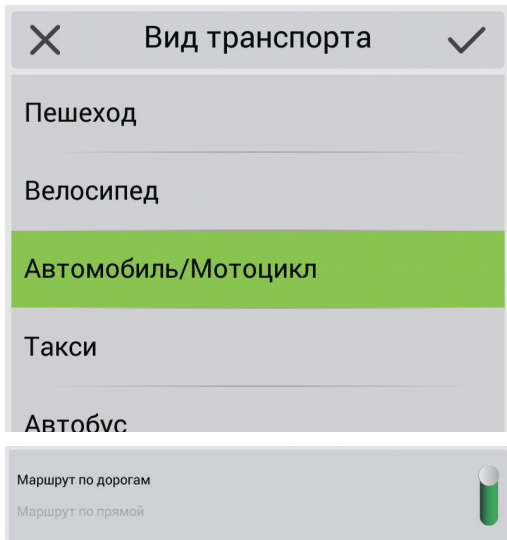 Вид транспорта
Пешеход
Велосипед
Автомобиль/Мотоцикл
Такси
Автобус
Маршрут по дорогам
Маршрут по прямой